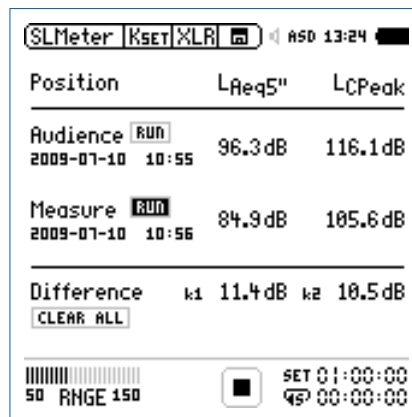 SLMeter KSET XLR ASD 13:24
Position LAeq5" LCPeak
Audience RUN 96.3dB 116.1dB
2009-07-10 10:55
Measure RUN 84.9dB 105.6dB
2009-07-10 10:56
Difference k1 11.4dB k2 10.5dB
CLEAR ALL
SET 01:00:00
50 RNGE 150 00:00:00